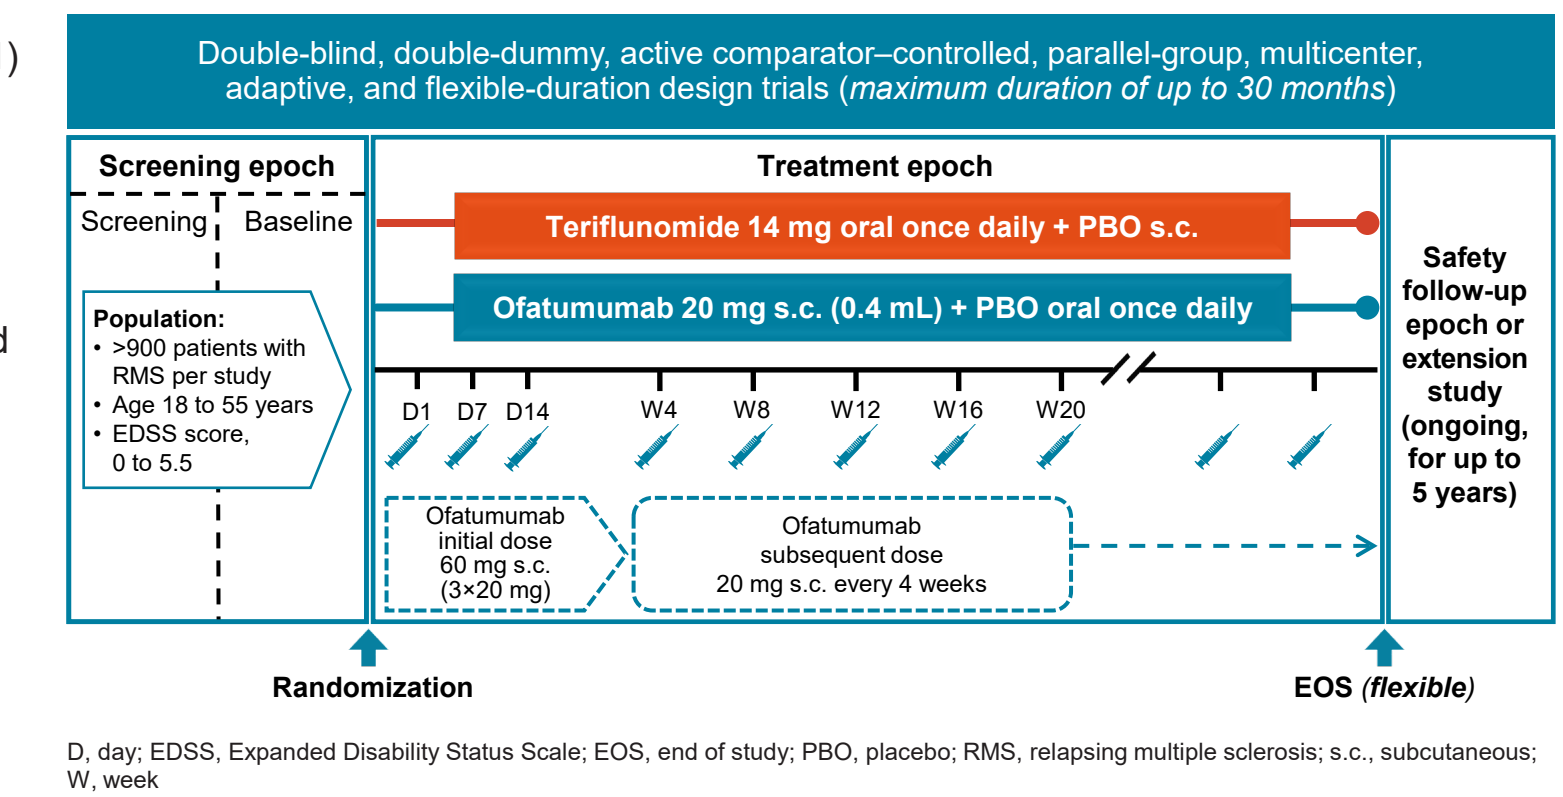 )
d
Double-blind, double-dummy, active comparator–controlled, parallel-group, multicenter,
adaptive, and flexible-duration design trials (maximum duration of up to 30 months)
Screening epoch
Screening
Baseline
Population:
• >900 patients with
RMS per study
• Age 18 to 55 years
• EDSS score,
0 to 5.5
Treatment epoch
Teriflunomide 14 mg oral once daily + PBO s.c.
Ofatumumab 20 mg s.c. (0.4 mL) + PBO oral once daily
D1 D7 D14 W4 W8 W12 W16 W20
Ofatumumab
initial dose
60 mg s.c.
(3×20 mg)
Ofatumumab
subsequent dose
20 mg s.c. every 4 weeks
Safety
follow-up
epoch or
extension
study
(ongoing,
for up to
5 years)
Randomization
EOS (flexible)
D, day; EDSS, Expanded Disability Status Scale; EOS, end of study; PBO, placebo; RMS, relapsing multiple sclerosis; s.c., subcutaneous;
W, week